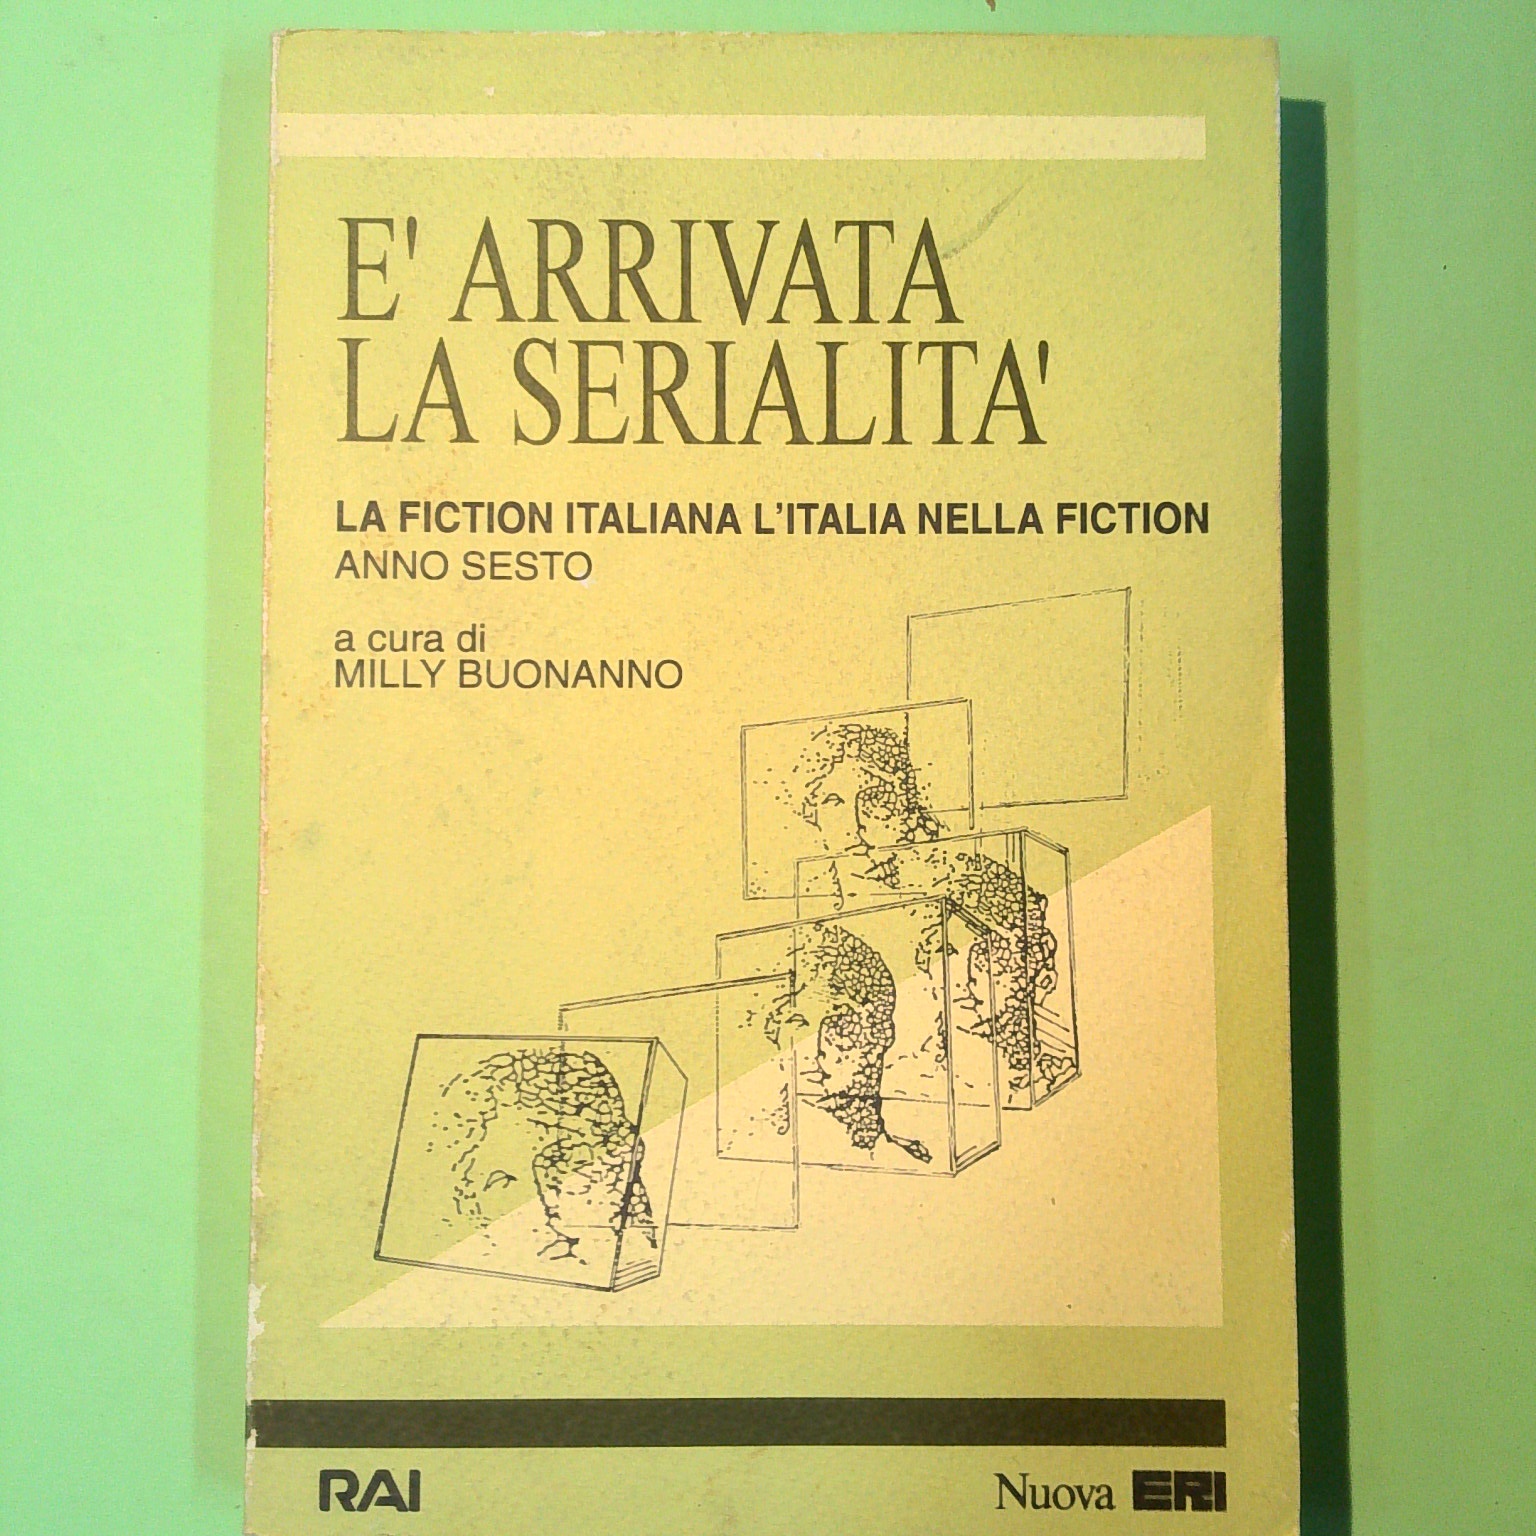 E' ARRIVATA
LA SERIALITA'
LA FICTION ITALIANA L'ITALIA NELLA FICTION
ANNO SESTO
a cura di
MILLY BUONANNO
RAI
Nuova ERI